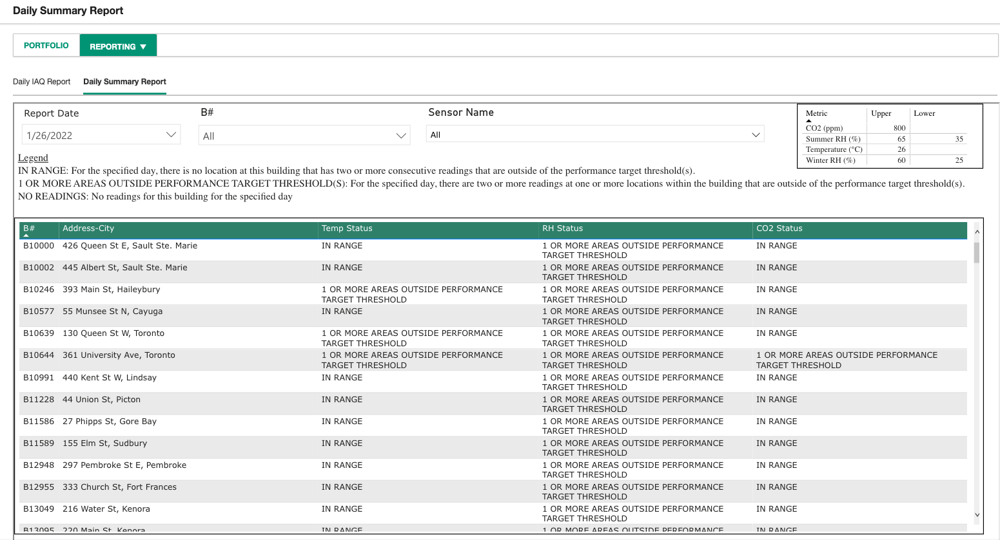 Daily Summary Report
PORTFOLIO
REPORTING ▼
Daily IAQ Report
Daily Summary Report
Report Date
1/26/2022
B#
All
Sensor Name
All
Metric Upper Lower
CO2 (ppm) 800
Summer RH (%) 65 35
Temperature (°C) 26
Winter RH (%) 60 25
Legend
IN RANGE: For the specified day, there is no location at this building that has two or more consecutive readings that are outside of the performance target threshold(s).
1 OR MORE AREAS OUTSIDE PERFORMANCE TARGET THRESHOLD(S): For the specified day, there are two or more readings at one or more locations within the building that are outside of the performance target threshold(s).
NO READINGS: No readings for this building for the specified day
B# Address-City Temp Status RH Status CO2 Status
B10000 426 Queen St E, Sault Ste. Marie IN RANGE 1 OR MORE AREAS OUTSIDE PERFORMANCE IN RANGE
TARGET THRESHOLD
B10002 445 Albert St, Sault Ste. Marie IN RANGE 1 OR MORE AREAS OUTSIDE PERFORMANCE IN RANGE
TARGET THRESHOLD
B10246 393 Main St, Haileybury 1 OR MORE AREAS OUTSIDE PERFORMANCE 1 OR MORE AREAS OUTSIDE PERFORMANCE IN RANGE
TARGET THRESHOLD TARGET THRESHOLD
B10577 55 Munsee St N, Cayuga IN RANGE 1 OR MORE AREAS OUTSIDE PERFORMANCE IN RANGE
TARGET THRESHOLD
B10639 130 Queen St W, Toronto 1 OR MORE AREAS OUTSIDE PERFORMANCE 1 OR MORE AREAS OUTSIDE PERFORMANCE IN RANGE
TARGET THRESHOLD TARGET THRESHOLD
B10644 361 University Ave, Toronto 1 OR MORE AREAS OUTSIDE PERFORMANCE 1 OR MORE AREAS OUTSIDE PERFORMANCE 1 OR MORE AREAS OUTSIDE PERFORMANCE
TARGET THRESHOLD TARGET THRESHOLD TARGET THRESHOLD
B10991 440 Kent St W, Lindsay IN RANGE 1 OR MORE AREAS OUTSIDE PERFORMANCE IN RANGE
TARGET THRESHOLD
B11228 44 Union St, Picton IN RANGE 1 OR MORE AREAS OUTSIDE PERFORMANCE IN RANGE
TARGET THRESHOLD
B11586 27 Phipps St, Gore Bay IN RANGE 1 OR MORE AREAS OUTSIDE PERFORMANCE IN RANGE
TARGET THRESHOLD
B11589 155 Elm St, Sudbury IN RANGE 1 OR MORE AREAS OUTSIDE PERFORMANCE IN RANGE
TARGET THRESHOLD
B12948 297 Pembroke St E, Pembroke IN RANGE 1 OR MORE AREAS OUTSIDE PERFORMANCE IN RANGE
TARGET THRESHOLD
B12955 333 Church St, Fort Frances IN RANGE 1 OR MORE AREAS OUTSIDE PERFORMANCE IN RANGE
TARGET THRESHOLD
B13049 216 Water St, Kenora IN RANGE 1 OR MORE AREAS OUTSIDE PERFORMANCE IN RANGE
TARGET THRESHOLD
B13095 220 Main St, Kenora IN RANGE 1 OR MORE AREAS OUTSIDE PERFORMANCE IN RANGE